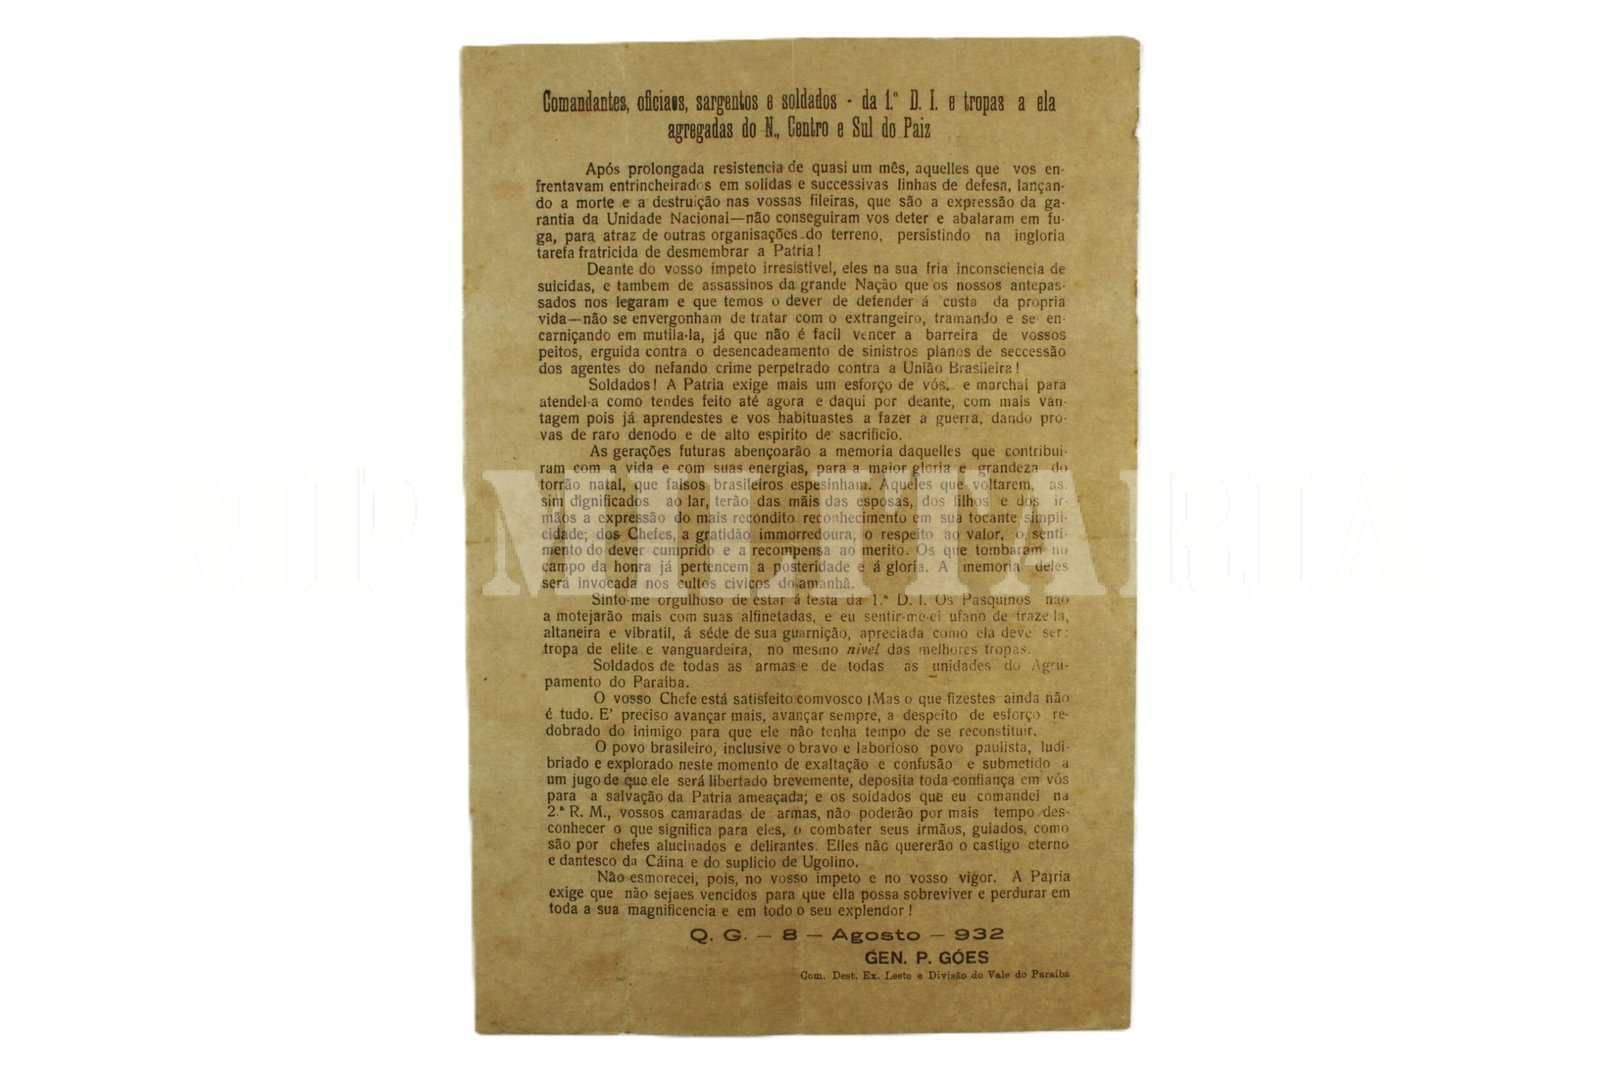 Comandantes, oficiaes, sargentos e soldados - da 1.ª D. I. e tropas a ela
agregadas do N., Centro e Sul do Paiz
Após prolongada resistencia de quasi um mês, aquelles que vos en-
frentavam entrincheirados em solidas e successivas linhas de defesa, lançan-
do a morte e a destruição nas vossas fileiras, que são a expressão da ga-
rantia da Unidade Nacional—não conseguiram vos deter e abalaram em fu-
ga, para atraz de outras organisações do terreno, persistindo na ingloria
tarefa fratricida de desmembrar a Patria!
Deante do vosso impeto irresistivel, eles na sua fria inconsciencia de
suicidas, e tambem de assassinos da grande Nação que os nossos antepas-
sados nos legaram e que temos o dever de defender á custa da propria
vida—não se envergonham de tratar com o extrangeiro, tramando e se en-
carniçando em mutila-la, já que não é facil vencer a barreira de vossos
peitos, erguida contra o desencadeamento de sinistros planos de seccessão
dos agentes do nefando crime perpetrado contra a União Brasileira!
Soldados! A Patria exige mais um esforço de vós, e marchai para
atendel-a como tendes feito até agora e daqui por deante, com mais van-
tagem pois já aprendestes e vos habituastes a fazer a guerra, dando pro-
vas de raro denodo e de alto espirito de sacrificio.
As gerações futuras abençoarão a memoria daquelles que contribui-
ram com a vida e com suas energias, para a maior gloria e grandeza do
torrão natal, que falsos brasileiros espesinham. Aqueles que voltarem, as-
sim dignificados ao lar, terão das mãis das esposas, dos filhos e dos ir-
mãos a expressão do mais recondito reconhecimento em sua tocante simpli-
cidade; dos Chefes, a gratidão immorredoura, o respeito ao valor, o senti-
mento do dever cumprido e a recompensa ao merito. Os que tombaram no
campo da honra já pertencem a posteridade e á gloria. A memoria deles
será invocada nos cultos civicos do amanhã.
Sinto-me orgulhoso de estar á testa da 1.ª D. I. Os Pasquinos não
a motejarão mais com suas alfinetadas, e eu sentir-me-ei ufano de traze la,
altaneira e vibratil, á séde de sua guarnição, apreciada como ela deve ser:
tropa de elite e vanguardeira, no mesmo nivel das melhores tropas.
Soldados de todas as armas e de todas as unidades do Agru-
pamento do Paraíba.
O vosso Chefe está satisfeito comvosco ¡Mas o que fizestes ainda não
é tudo. E' preciso avançar mais, avançar sempre, a despeito de esforço re-
dobrado do inimigo para que ele não tenha tempo de se reconstituir.
O povo brasileiro, inclusive o bravo e laborioso povo paulista, ludi-
briado e explorado neste momento de exaltação e confusão e submetido a
um jugo de que ele será libertado brevemente, deposita toda confiança em vós
para a salvação da Patria ameaçada; e os soldados que eu comandei na
2.ª R. M., vossos camaradas de armas, não poderão por mais tempo des-
conhecer o que significa para eles, o combater seus irmãos, guiados, como
são por chefes alucinados e delirantes. Elles não quererão o castigo eterno
e dantesco da Cáina e do suplicio de Ugolino.
Não esmorecei, pois, no vosso impeto e no vosso vigor. A Patria
exige que não sejaes vencidos para que ella possa sobreviver e perdurar em
toda a sua magnificencia e em todo o seu explendor!
Q. G. — 8 — Agosto — 932
GEN. P. GÓES
Com. Dest. Ex. Leste e Divisão do Vale do Paraíba
MILITARIA